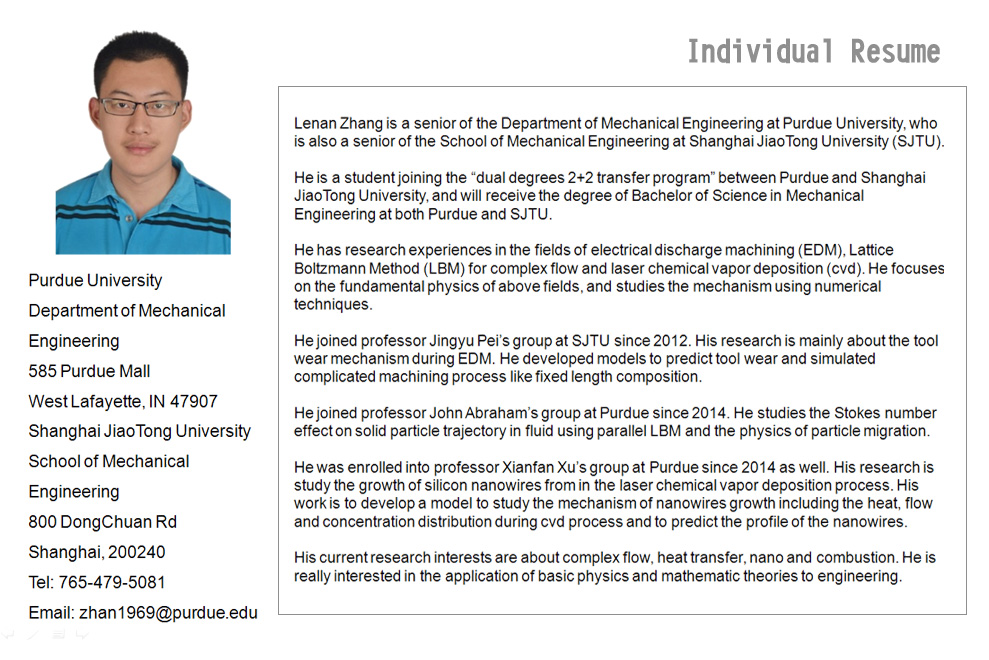 Individual Resume
Lenan Zhang is a senior of the Department of Mechanical Engineering at Purdue University, who
is also a senior of the School of Mechanical Engineering at Shanghai JiaoTong University (SJTU).
He is a student joining the “dual degrees 2+2 transfer program” between Purdue and Shanghai
JiaoTong University, and will receive the degree of Bachelor of Science in Mechanical
Engineering at both Purdue and SJTU.
He has research experiences in the fields of electrical discharge machining (EDM), Lattice
Boltzmann Method (LBM) for complex flow and laser chemical vapor deposition (cvd). He focuses
on the fundamental physics of above fields, and studies the mechanism using numerical
techniques.
He joined professor Jingyu Pei’s group at SJTU since 2012. His research is mainly about the tool
wear mechanism during EDM. He developed models to predict tool wear and simulated
complicated machining process like fixed length composition.
He joined professor John Abraham’s group at Purdue since 2014. He studies the Stokes number
effect on solid particle trajectory in fluid using parallel LBM and the physics of particle migration.
He was enrolled into professor Xianfan Xu’s group at Purdue since 2014 as well. His research is
study the growth of silicon nanowires from in the laser chemical vapor deposition process. His
work is to develop a model to study the mechanism of nanowires growth including the heat, flow
and concentration distribution during cvd process and to predict the profile of the nanowires.
His current research interests are about complex flow, heat transfer, nano and combustion. He is
really interested in the application of basic physics and mathematic theories to engineering.
Purdue University
Department of Mechanical
Engineering
585 Purdue Mall
West Lafayette, IN 47907
Shanghai JiaoTong University
School of Mechanical
Engineering
800 DongChuan Rd
Shanghai, 200240
Tel: 765-479-5081
Email: zhan1969@purdue.edu